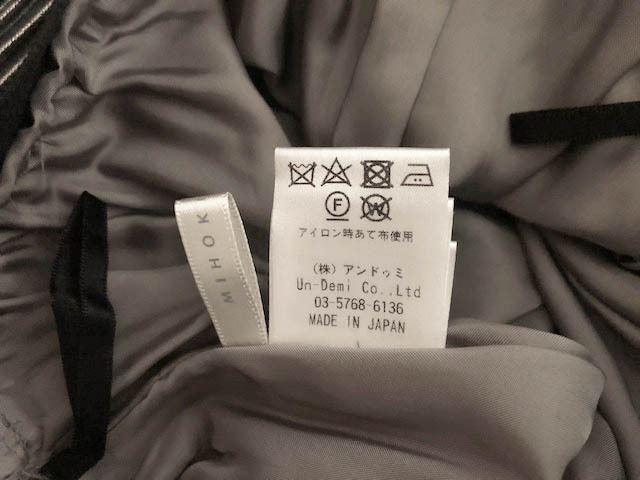 MIHOK
F
W
アイロン時あて布使用
(株) アンドゥミ
Un-Demi Co.,Ltd
03-5768-6136
MADE IN JAPAN